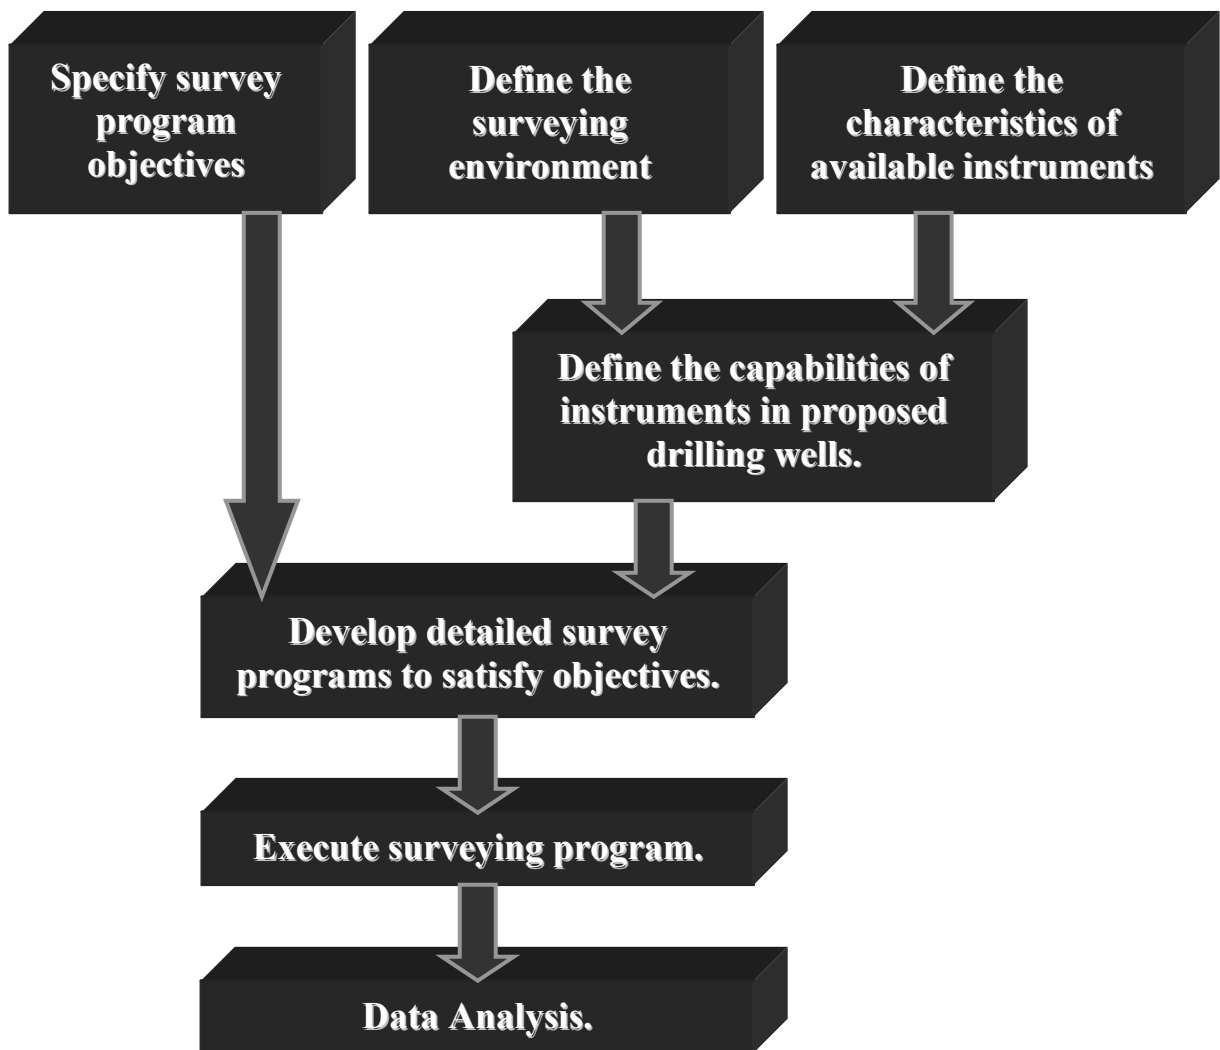 Specify survey
program
objectives
Define the
surveying
environment
Define the
characteristics of
available instruments
Define the capabilities of
instruments in proposed
drilling wells.
Develop detailed survey
programs to satisfy objectives.
Execute surveying program.
Data Analysis.